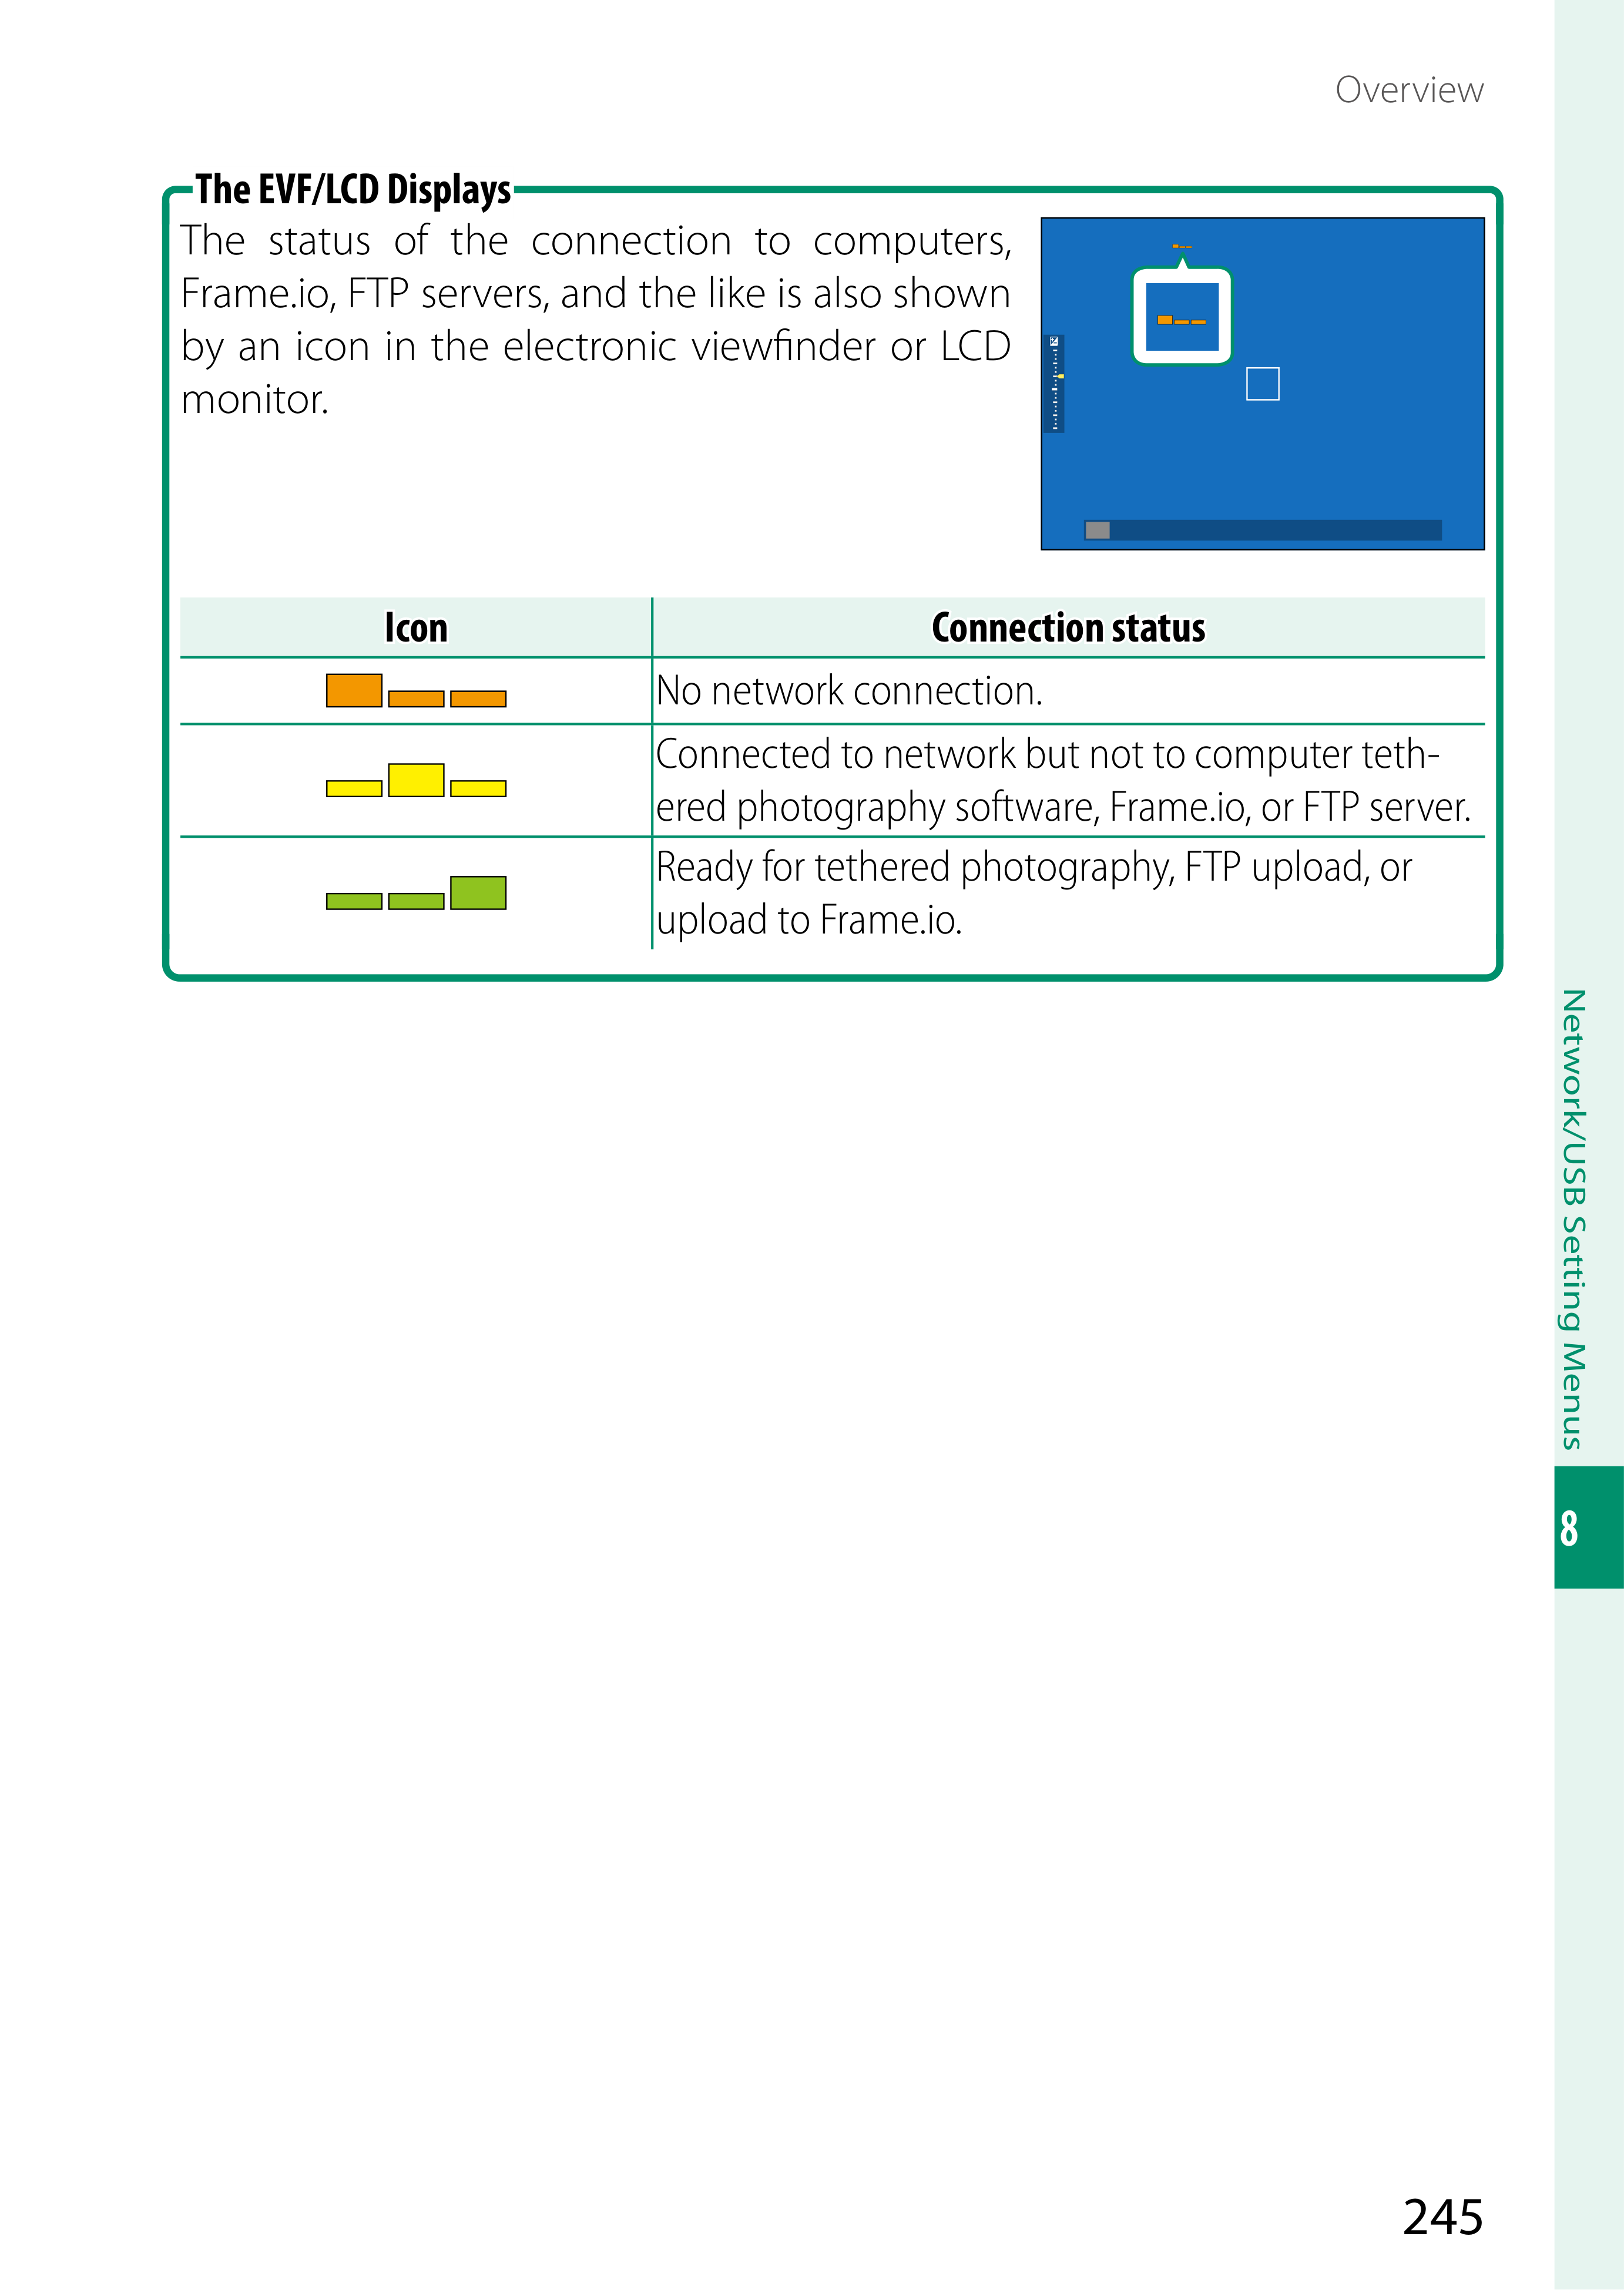 Overview
The EVF/LCD Displays
The status of the connection to computers,
Frame.io, FTP servers, and the like is also shown
by an icon in the electronic viewfinder or LCD
monitor.
Icon
Connection status
No network connection.
Connected to network but not to computer teth-
ered photography software, Frame.io, or FTP server.
Ready for tethered photography, FTP upload, or
upload to Frame.io.
Network/USB Setting Menus
8
245